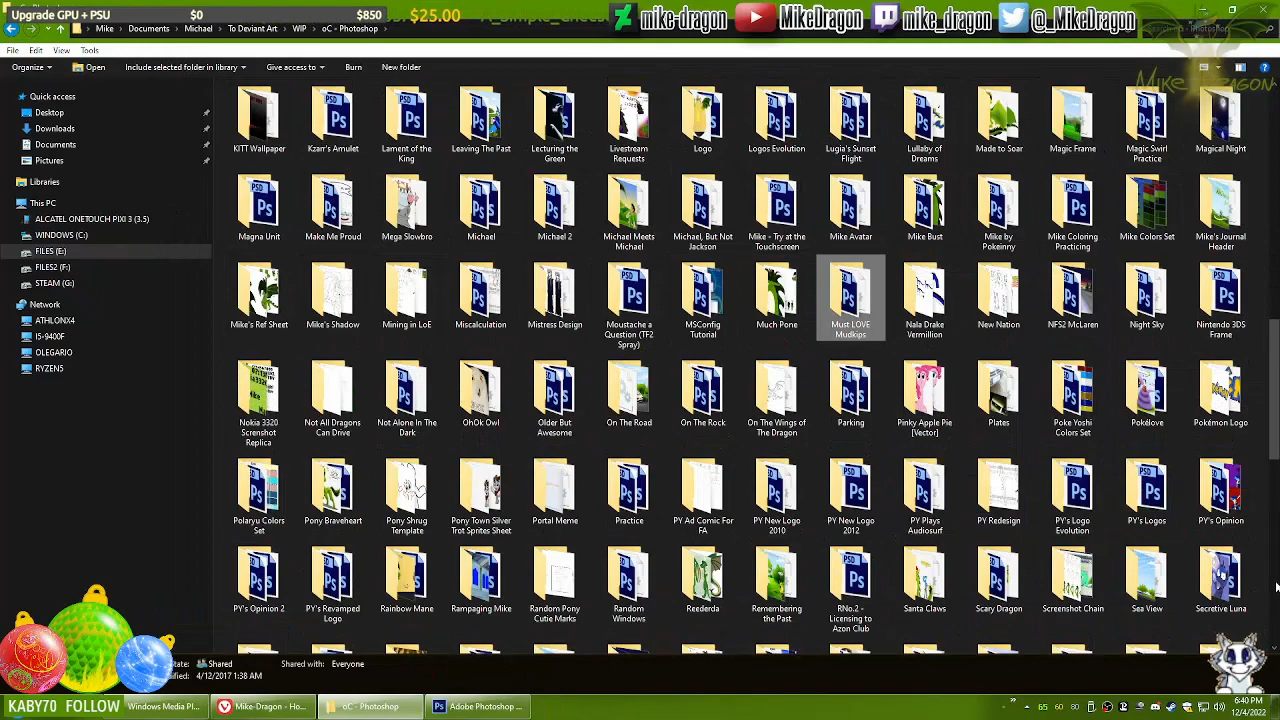 Upgrade GPU + PSU $0 $850 $25.00
mike-dragon MikeDragon mike_dragon @_MikeDragon
Mike Documents Michael To Deviant Art WIP oC - Photoshop
File Edit View Tools
MIKE DRAGON
Organize Open Include selected folder in library Give access to Burn New folder
Quick access
Desktop
Downloads
Documents
Pictures
Libraries
This PC
ALCATEL ONETOUCH PIXI 3 (3.5)
WINDOWS (C:)
FILES (E:)
FILES2 (F:)
STEAM (G:)
Network
ATHLONX4
I5-9400F
OLEGARIO
RYZEN5
KITT Wallpaper
Kzarr's Amulet
Lament of the King
Leaving The Past
Lecturing the Green
Livestream Requests
Logo
Logos Evolution
Lugia's Sunset Flight
Lullaby of Dreams
Made to Soar
Magic Frame
Magic Swirl Practice
Magical Night
Magna Unit
Make Me Proud
Mega Slowbro
Michael
Michael 2
Michael Meets Michael
Michael, But Not Jackson
Mike - Try at the Touchscreen
Mike Avatar
Mike Bust
Mike by Pokeinny
Mike Coloring Practicing
Mike Colors Set
Mike's Journal Header
Mike's Ref Sheet
Mike's Shadow
Mining in LoE
Miscalculation
Mistress Design
Moustache a Question (TF2 Spray)
MSConfig Tutorial
Much Pone
Must LOVE Mudkips
Nala Drake Vermillion
New Nation
NFS2 McLaren
Night Sky
Nintendo 3DS Frame
Nokia 3320 Screnshot Replica
Not All Dragons Can Drive
Not Alone In The Dark
OhOk Owl
Older But Awesome
On The Road
On The Rock
On The Wings of The Dragon
Parking
Pinky Apple Pie [Vector]
Plates
Poke Yoshi Colors Set
Pokélove
Pokémon Logo
Polaryu Colors Set
Pony Braveheart
Pony Shrug Template
Pony Town Silver Trot Sprites Sheet
Portal Meme
Practice
PY Ad Comic For FA
PY New Logo 2010
PY New Logo 2012
PY Plays Audiosurf
PY Redesign
PY's Logo Evolution
PY's Logos
PY's Opinion
PY's Opinion 2
PY's Revamped Logo
Rainbow Mane
Rampaging Mike
Random Pony Cutie Marks
Random Windows
Reederda
Remembering the Past
RNo.2 - Licensing to Azon Club
Santa Claws
Scary Dragon
Screenshot Chain
Sea View
Secretive Luna
State: Shared Shared with: Everyone
4/12/2017 1:38 AM
KABY70 FOLLOW
Windows Media Pl...
Mike-Dragon - Ho...
oC - Photoshop
Adobe Photoshop ...
65 60 80
6:40 PM
12/4/2022